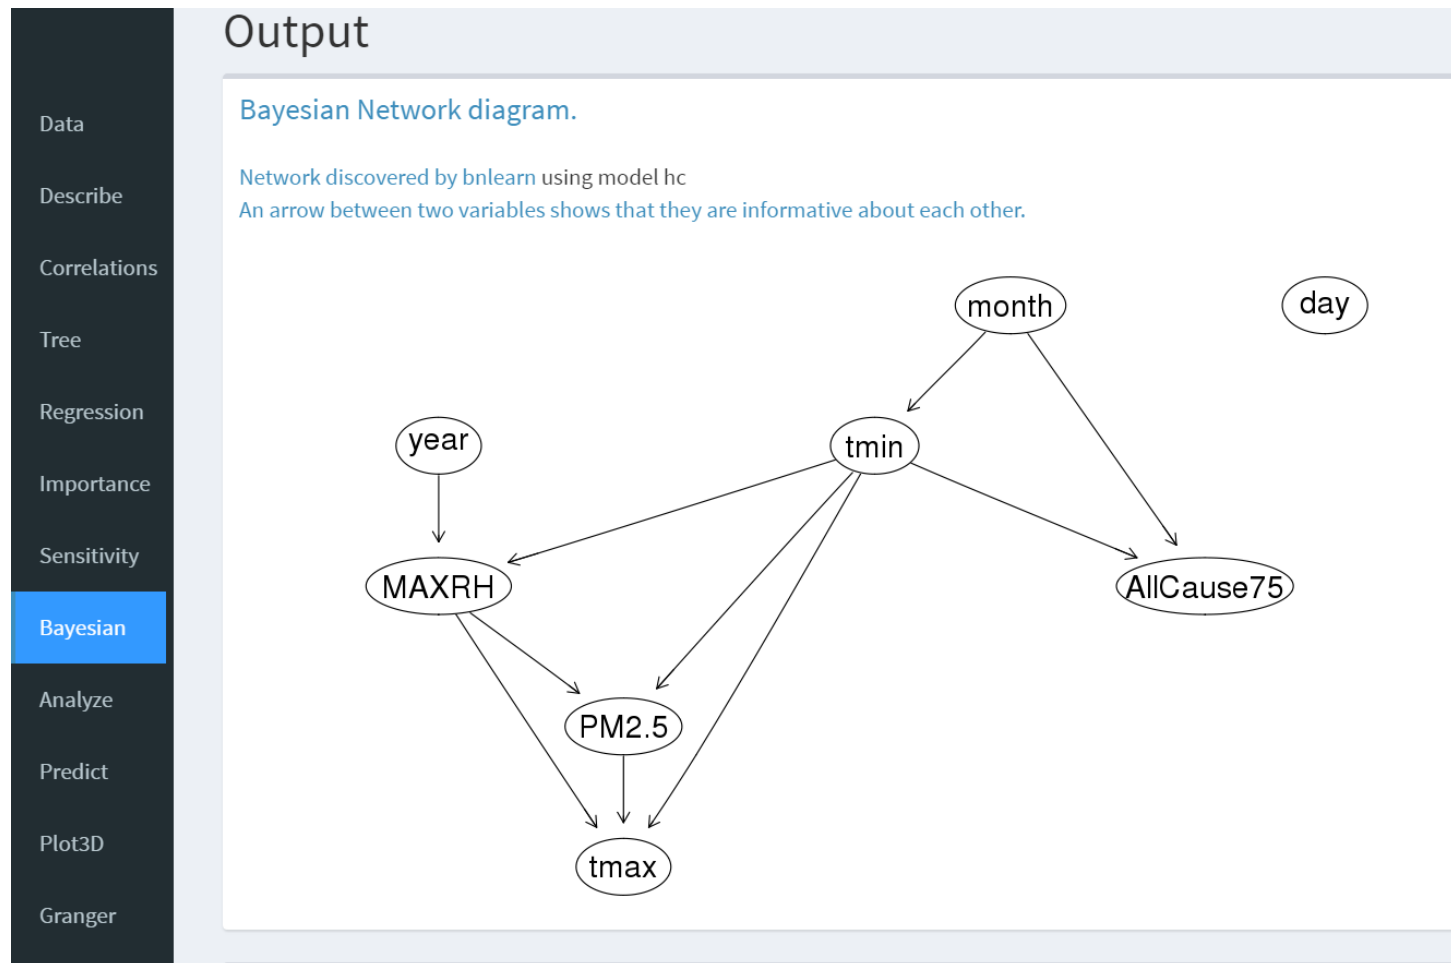 Output
Data
Describe
Correlations
Tree
Regression
Importance
Sensitivity
Bayesian
Analyze
Predict
Plot3D
Granger
Bayesian Network diagram.
Network discovered by bnlearn using model hc
An arrow between two variables shows that they are informative about each other.
month
day
year
tmin
MAXRH
AllCause75
PM2.5
tmax